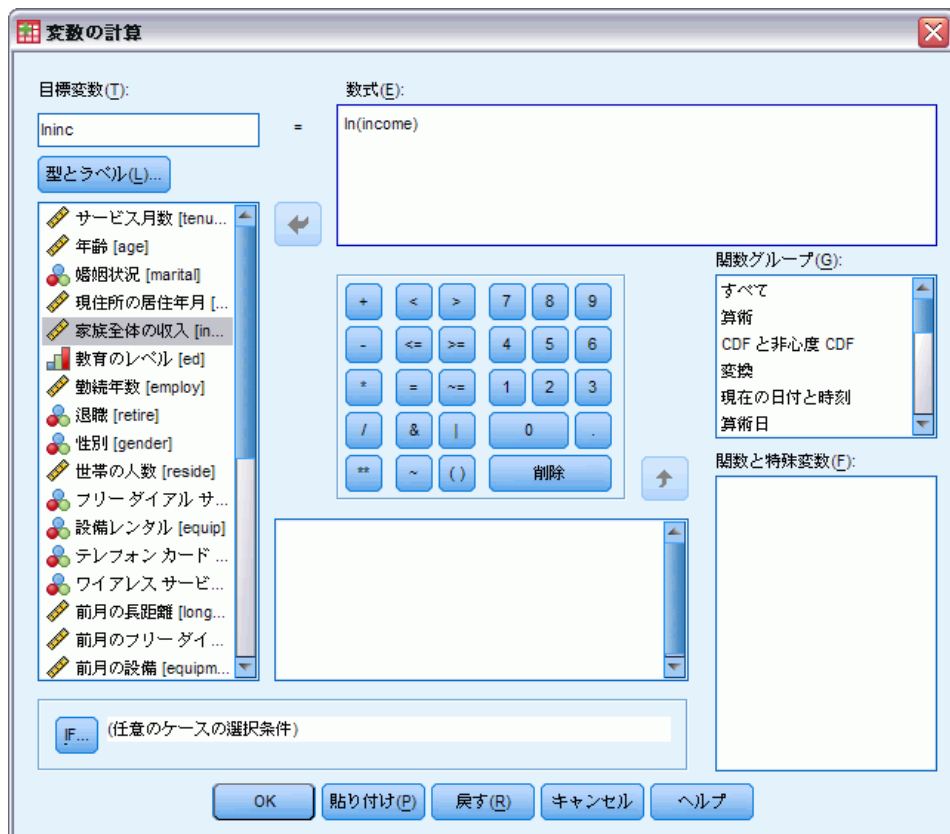 変数の計算
目標変数(T):
lninc
=
数式(E):
ln(income)
型とラベル(L)...
サービス月数 [tenu...
年齢 [age]
婚姻状況 [marital]
現住所の居住年月 [...
家族全体の収入 [in...
教育のレベル [ed]
勤続年数 [employ]
退職 [retire]
性別 [gender]
世帯の人数 [reside]
フリー ダイアル サ...
設備レンタル [equip]
テレフォン カード ...
ワイアレス サービ...
前月の長距離 [long...
前月のフリー ダイ...
前月の設備 [equipm...
+ < > 7 8 9
- <= >= 4 5 6
* = ~= 1 2 3
/ & | 0 .
** ~ ( ) 削除
関数グループ(G):
すべて
算術
CDF と非心度 CDF
変換
現在の日付と時刻
算術日
関数と特殊変数(F):
IF...
(任意のケースの選択条件)
OK
貼り付け(P)
戻す(R)
キャンセル
ヘルプ